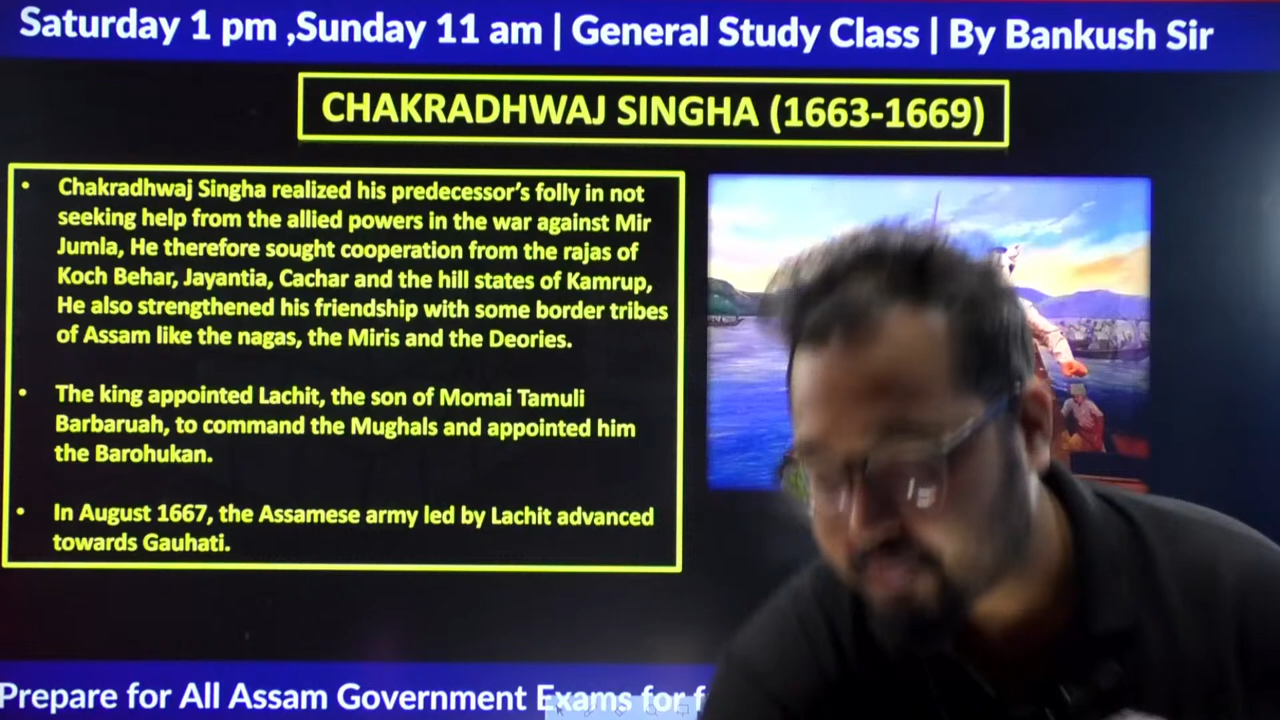 Saturday 1 pm ,Sunday 11 am | General Study Class | By Bankush Sir
CHAKRADHWAJ SINGHA (1663-1669)
• Chakradhwaj Singha realized his predecessor's folly in not
seeking help from the allied powers in the war against Mir
Jumla, He therefore sought cooperation from the rajas of
Koch Behar, Jayantia, Cachar and the hill states of Kamrup,
He also strengthened his friendship with some border tribes
of Assam like the nagas, the Miris and the Deories.
• The king appointed Lachit, the son of Momai Tamuli
Barbaruah, to command the Mughals and appointed him
the Barohukan.
• In August 1667, the Assamese army led by Lachit advanced
towards Gauhati.
Prepare for All Assam Government Exams for f